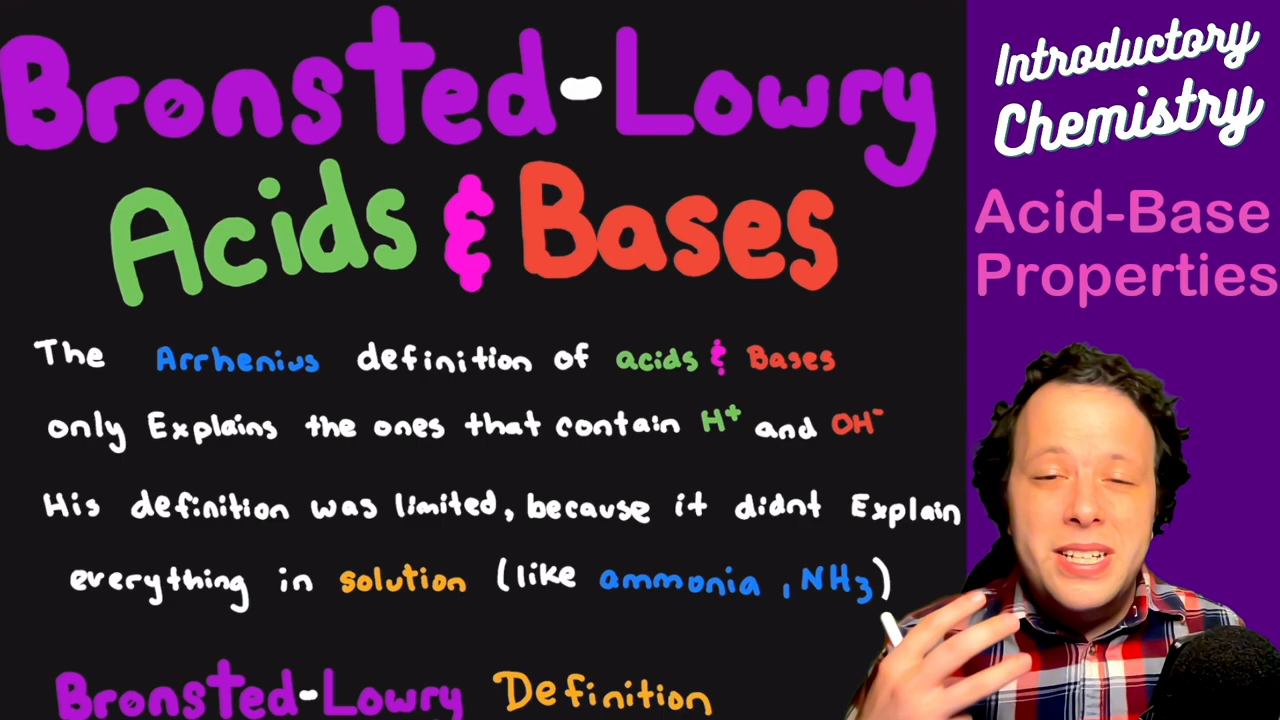 Brønsted-Lowry
Acids & Bases
The Arrhenius definition of acids & Bases
only Explains the ones that contain H⁺ and OH⁻
His definition was limited, because it didnt Explain
everything in solution (like ammonia, NH₃)
Brønsted-Lowry Definition
Introductory
Chemistry
Acid-Base
Properties